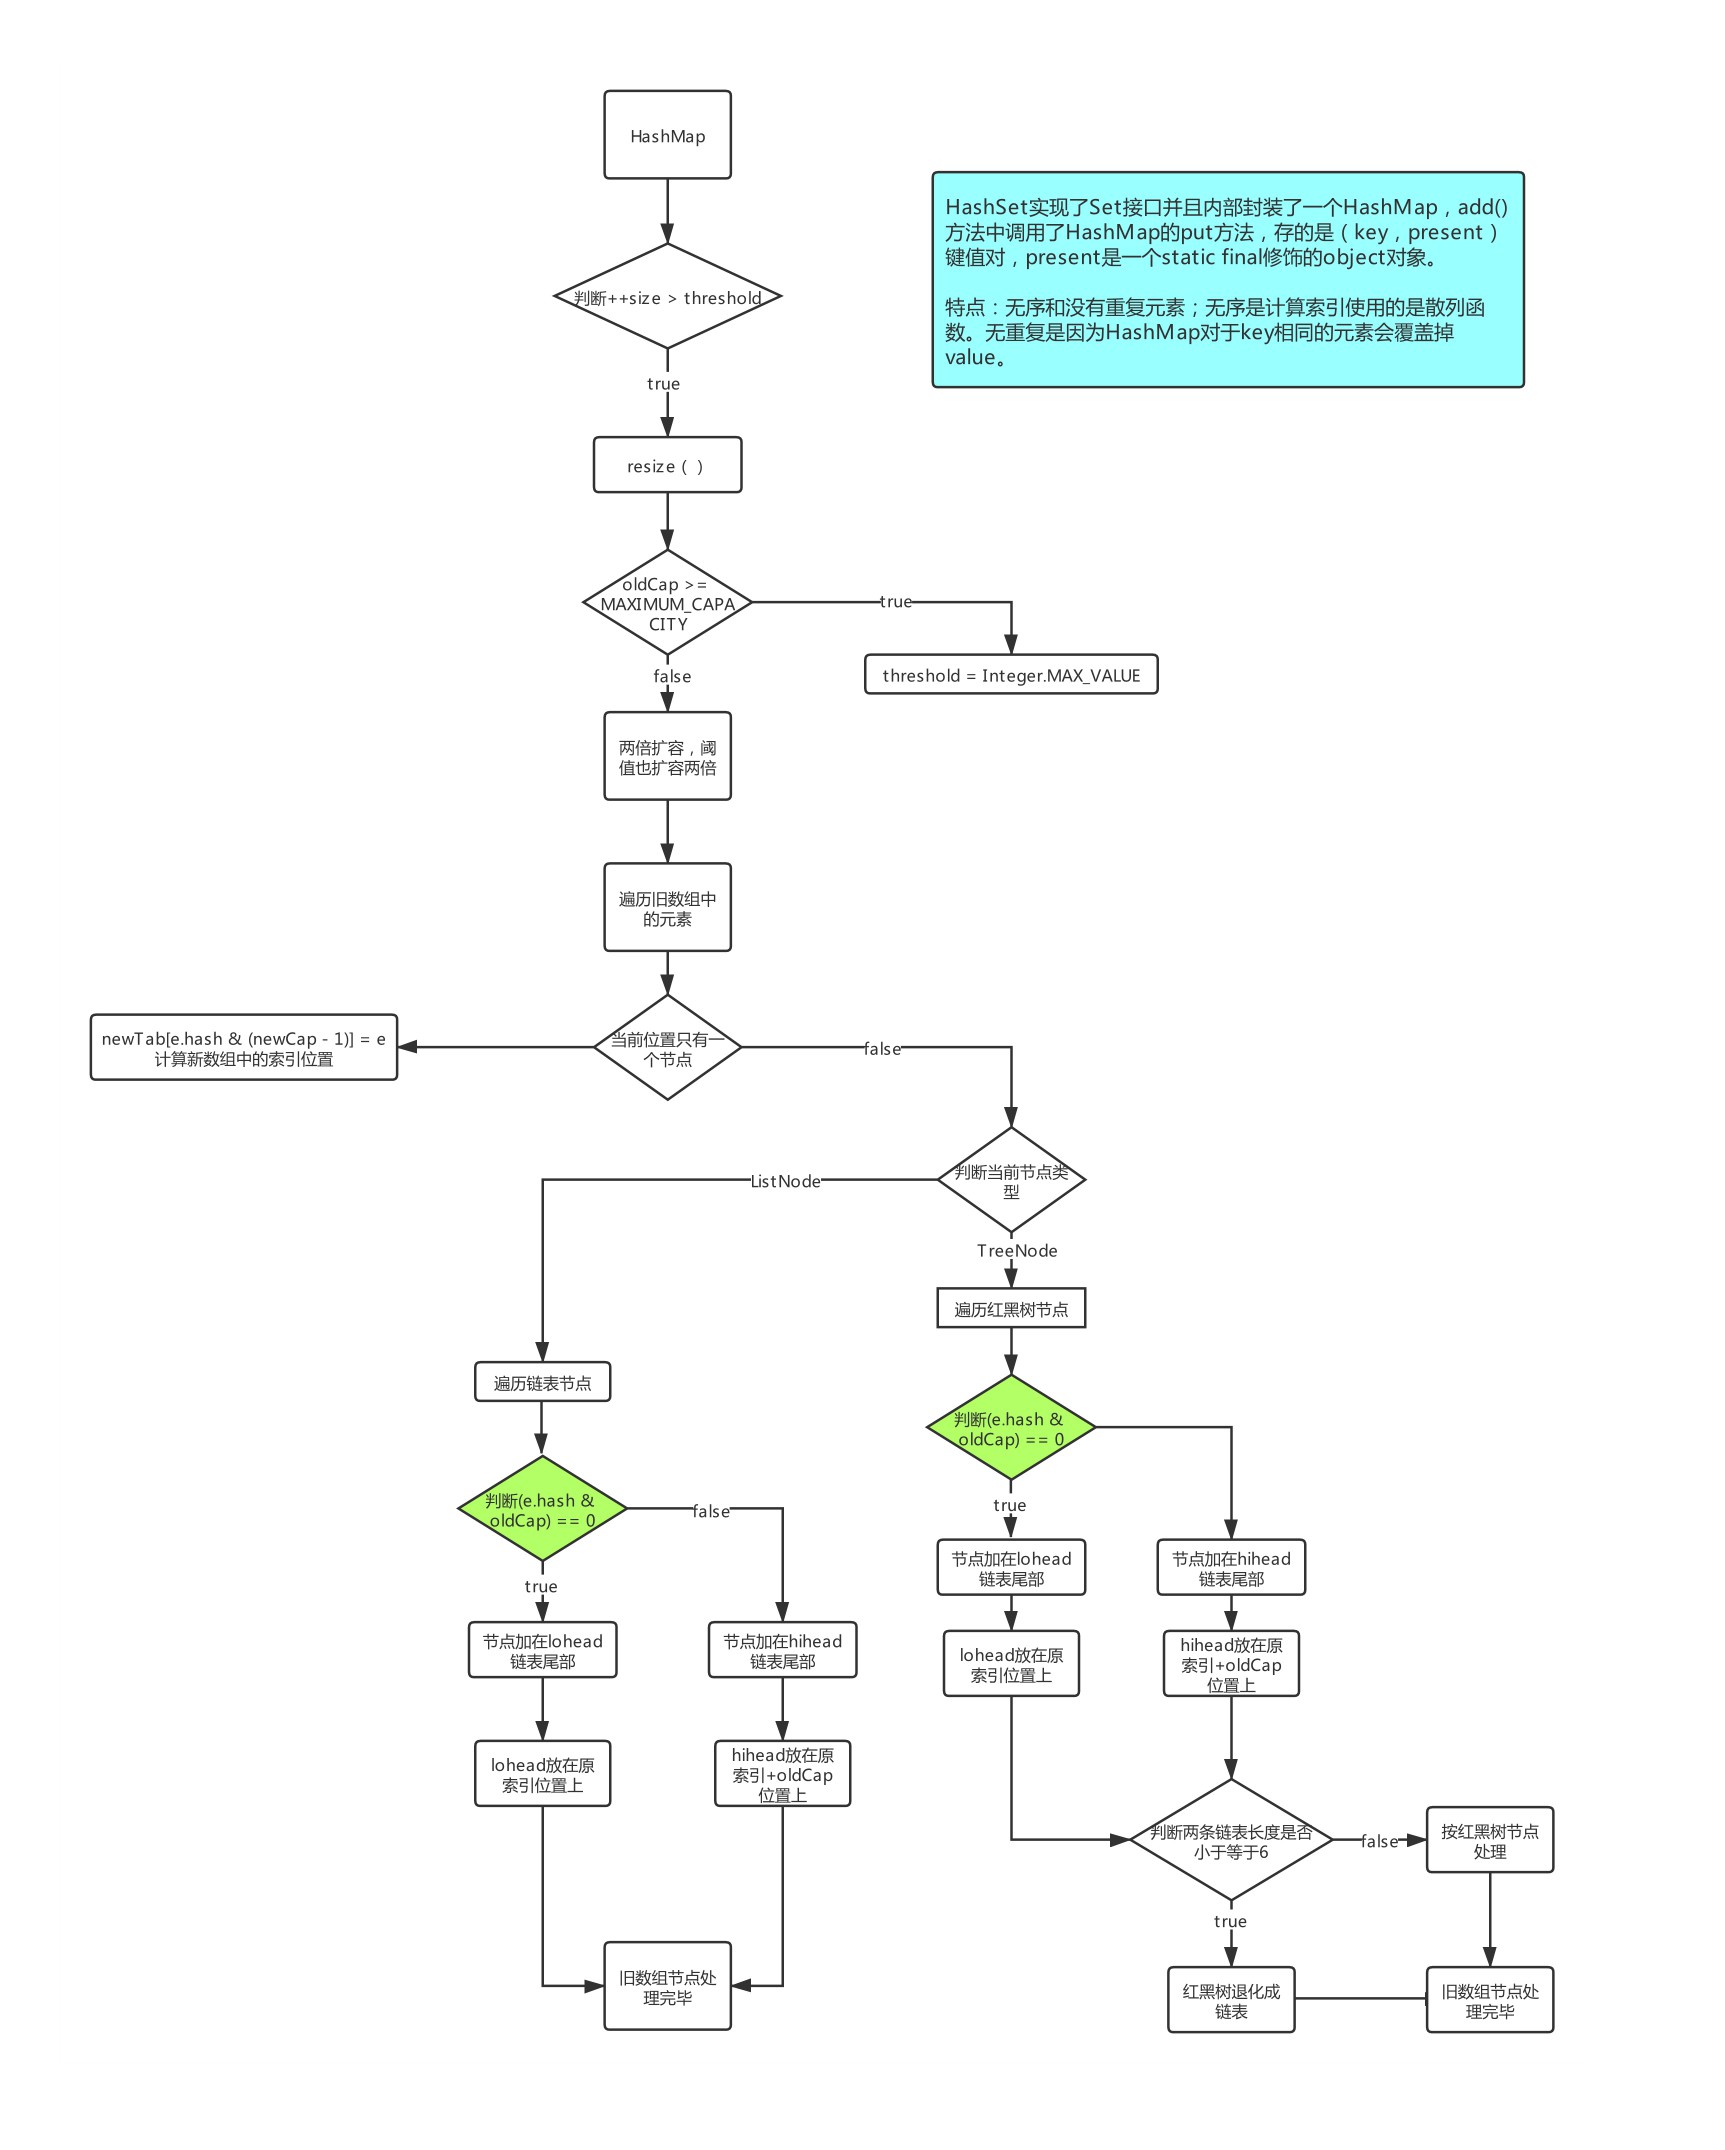 HashMap
HashSet实现了Set接口并且内部封装了一个HashMap，add()
方法中调用了HashMap的put方法，存的是（key，present）
键值对，present是一个static final修饰的object对象。
特点：无序和没有重复元素；无序是计算索引使用的是散列函
数。无重复是因为HashMap对于key相同的元素会覆盖掉
value。
判断++size > threshold
true
resize（ ）
oldCap >=
MAXIMUM_CAPA
CITY
true
threshold = Integer.MAX_VALUE
false
两倍扩容，阈
值也扩容两倍
遍历旧数组中
的元素
当前位置只有一
个节点
newTab[e.hash & (newCap - 1)] = e
计算新数组中的索引位置
false
判断当前节点类
型
ListNode
TreeNode
遍历红黑树节点
遍历链表节点
判断(e.hash &
oldCap) == 0
true
节点加在lohead
链表尾部
节点加在hihead
链表尾部
判断(e.hash &
oldCap) == 0
false
true
节点加在lohead
链表尾部
节点加在hihead
链表尾部
lohead放在原
索引位置上
hihead放在原
索引+oldCap
位置上
lohead放在原
索引位置上
hihead放在原
索引+oldCap
位置上
判断两条链表长度是否
小于等于6
false
按红黑树节点
处理
true
旧数组节点处
理完毕
红黑树退化成
链表
旧数组节点处
理完毕